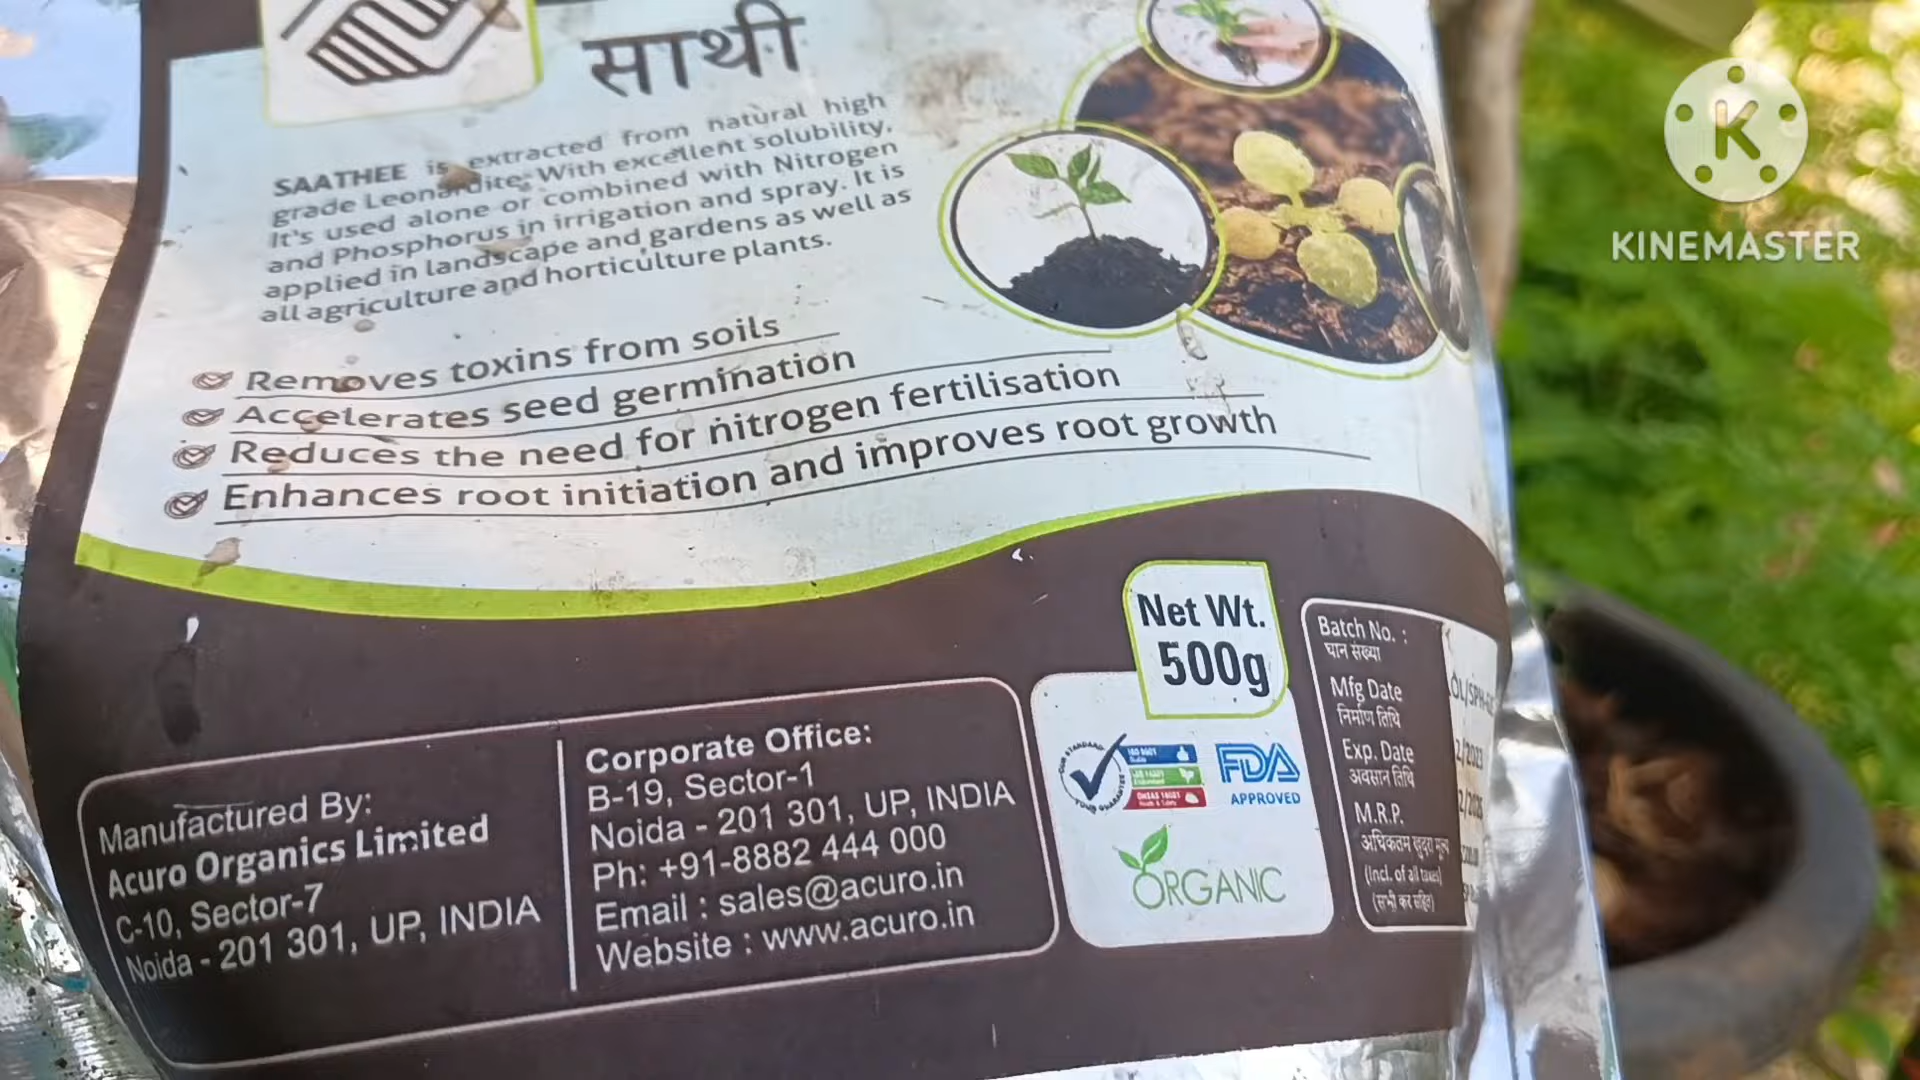 साथी
SAATHEE is extracted from natural high
grade Leonardite. With excellent solubility.
It's used alone or combined with Nitrogen
and Phosphorus in irrigation and spray. It is
applied in landscape and gardens as well as
all agriculture and horticulture plants.
Removes toxins from soils
Accelerates seed germination
Reduces the need for nitrogen fertilisation
Enhances root initiation and improves root growth
Net Wt.
500g
Manufactured By:
Acuro Organics Limited
C-10, Sector-7
Noida - 201 301, UP, INDIA
Corporate Office:
B-19, Sector-1
Noida - 201 301, UP, INDIA
Ph: +91-8882 444 000
Email : sales@acuro.in
Website : www.acuro.in
FDA
APPROVED
ORGANIC
Batch No. :
घान संख्या
Mfg Date
निर्माण तिथि
Exp. Date
अवसान तिथि
M.R.P.
अधिकतम खुदरा मूल्य
(Incl. of all taxes)
(सभी कर सहित)
2/2023
K
KINEMASTER